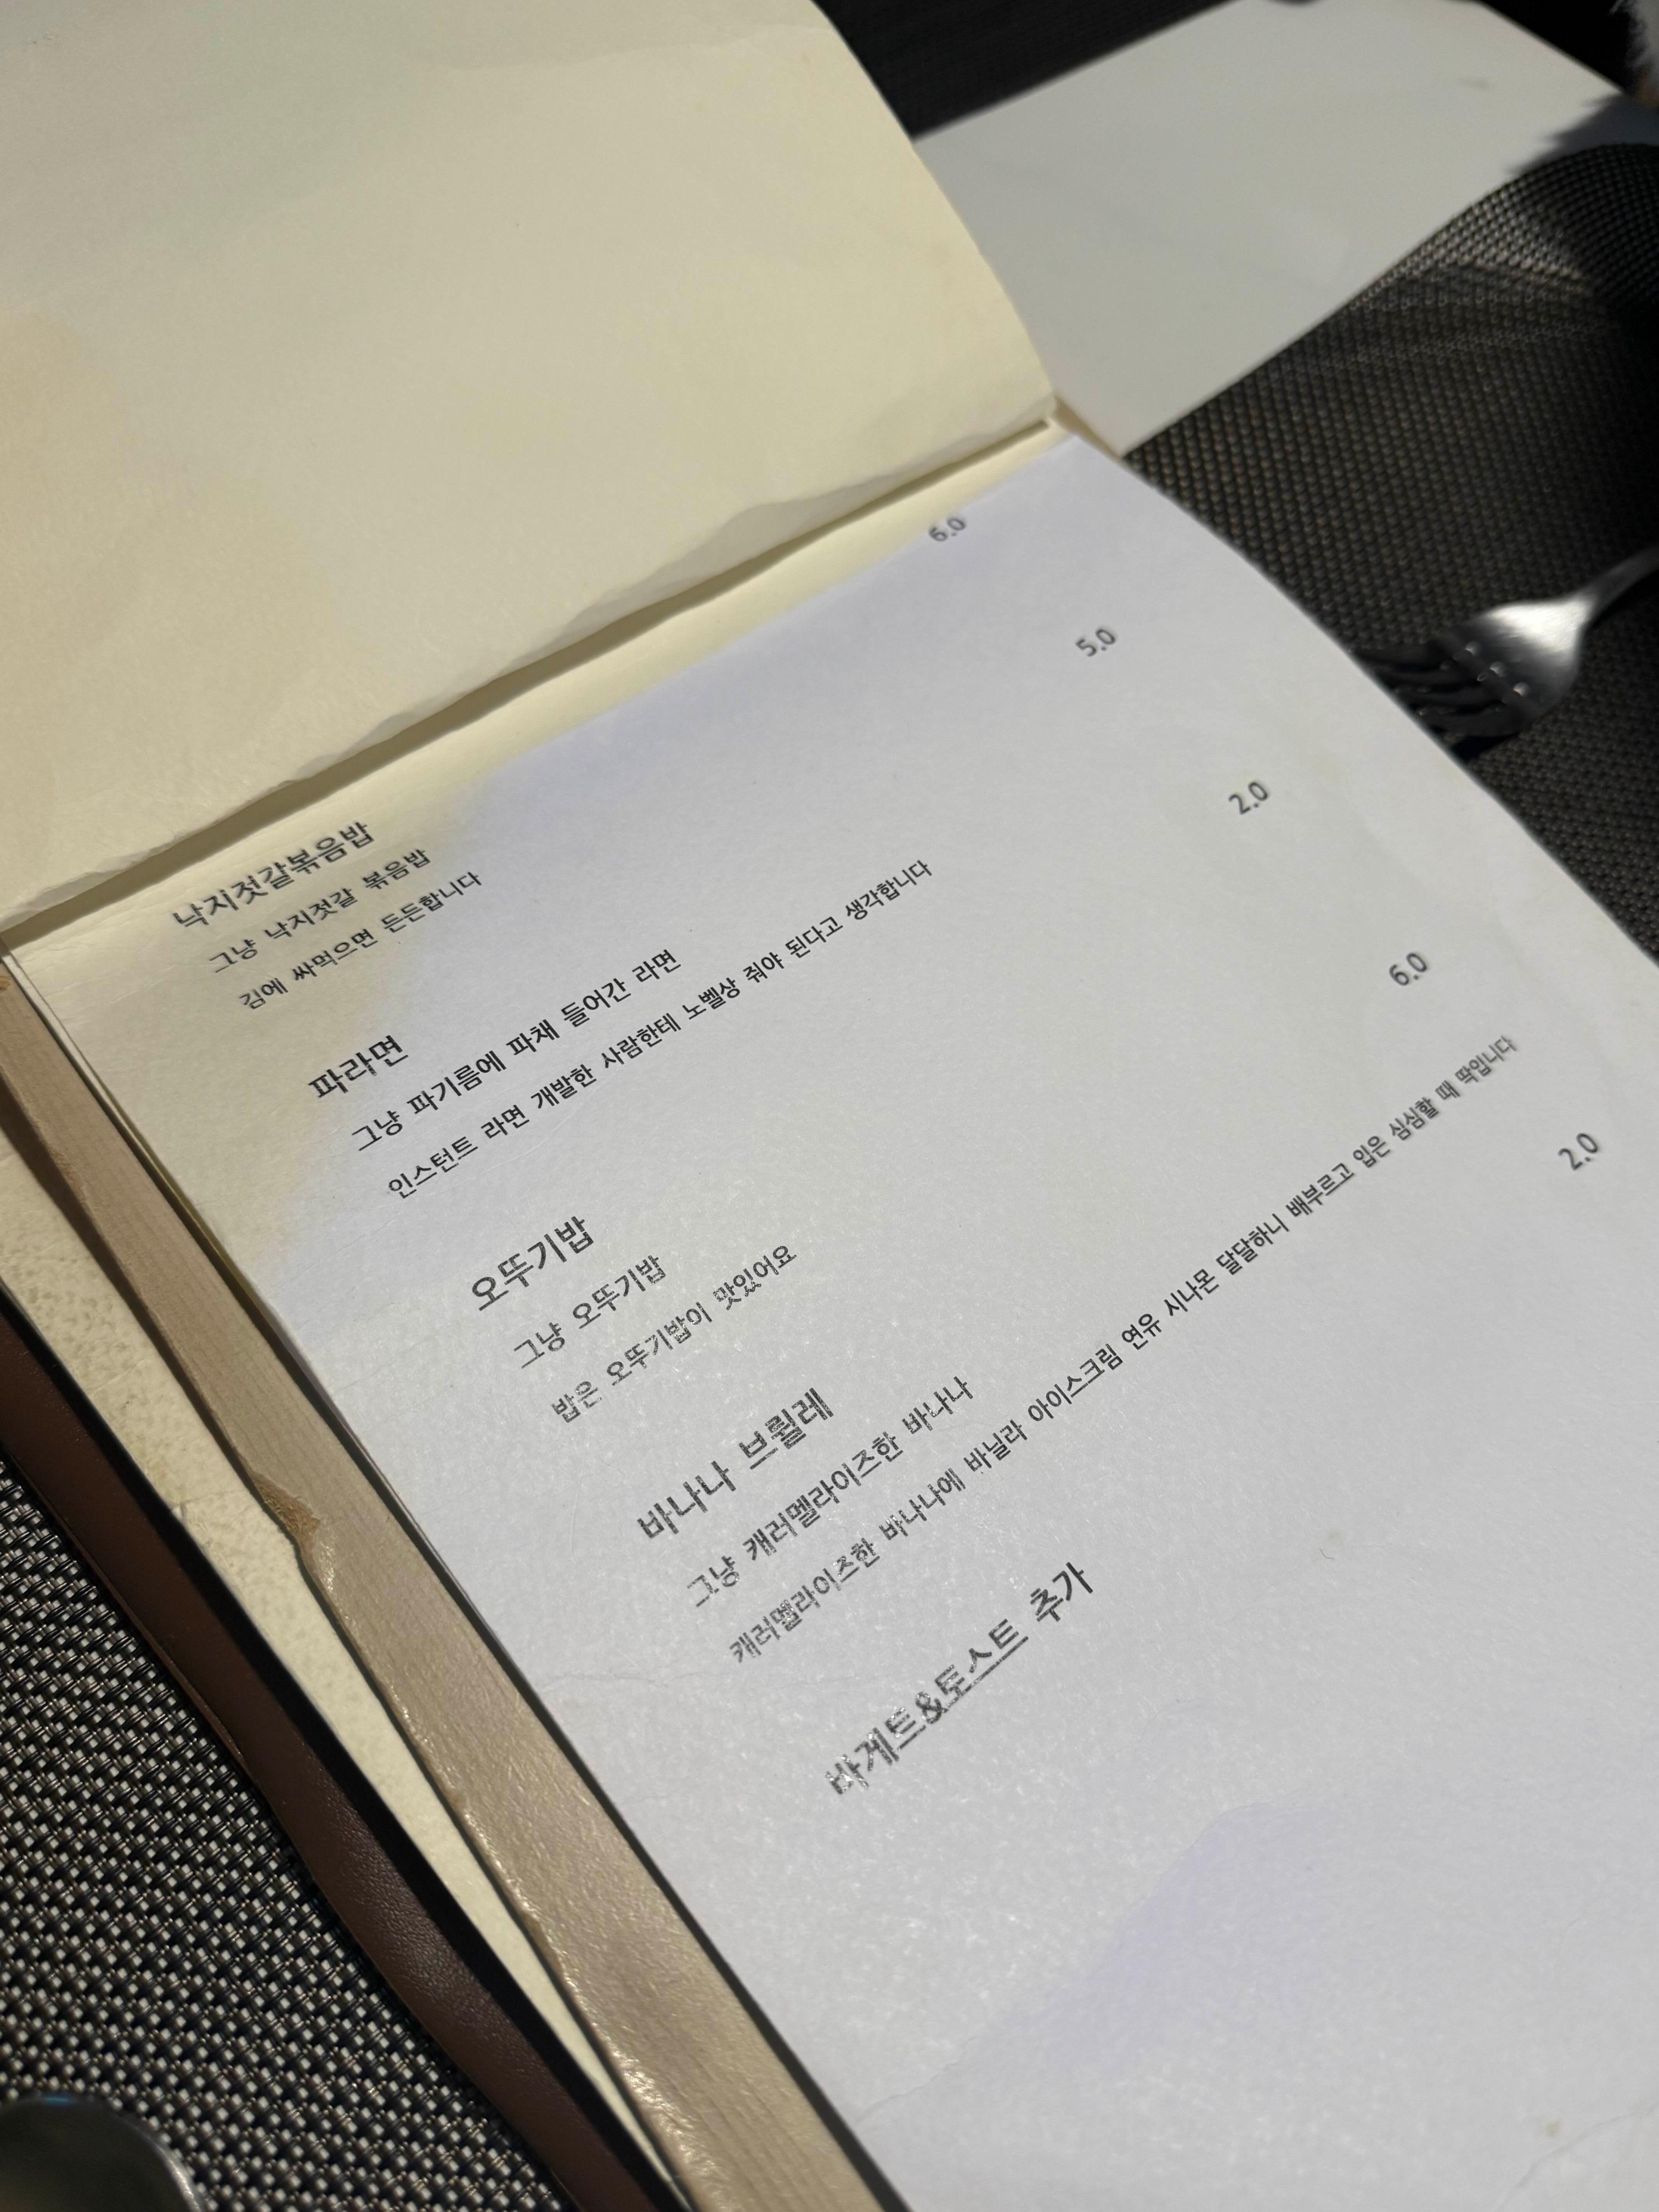 낙지젓갈볶음밥 6.0
그냥 낙지젓갈 볶음밥
김에 싸먹으면 든든합니다
파라면 5.0
그냥 파기름에 파채 들어간 라면
인스턴트 라면 개발한 사람한테 노벨상 줘야 된다고 생각합니다
오뚜기밥 2.0
그냥 오뚜기밥
밥은 오뚜기밥이 맛있어요
바나나 브륄레 6.0
그냥 캐러멜라이즈한 바나나
캐러멜라이즈한 바나나에 바닐라 아이스크림 연유 시나몬 달달하니 배부르고 입은 심심할 때 딱입니다
바게트&토스트 추가 2.0